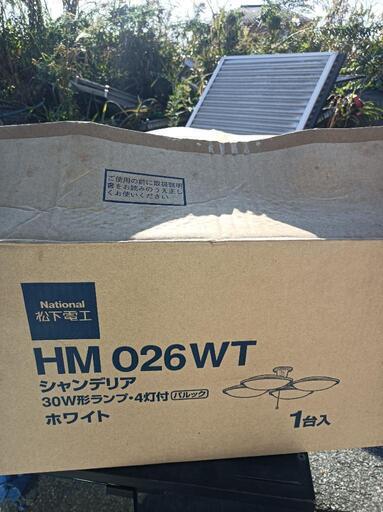 ご使用の前に取扱説明
書をお読みのうえ正し
くお使いください。
National
松下電工
HM 026WT
シャンデリア
30W形ランプ・4灯付 パルック
ホワイト
1台入